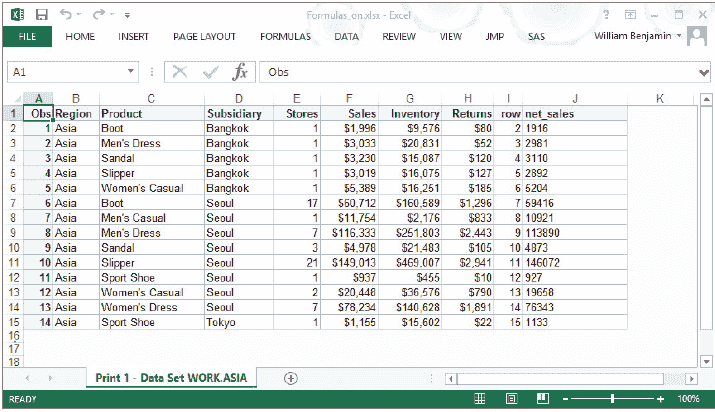 Formulas_on.xlsx - Excel
FILE HOME INSERT PAGE LAYOUT FORMULAS DATA REVIEW VIEW JMP SAS William Benjamin
A1 fx Obs
A B C D E F G H I J K
1 Obs Region Product Subsidiary Stores Sales Inventory Returns row net_sales
2 1 Asia Boot Bangkok 1 $1,996 $9,576 $80 2 1916
3 2 Asia Men's Dress Bangkok 1 $3,033 $20,831 $52 3 2981
4 3 Asia Sandal Bangkok 1 $3,230 $15,087 $120 4 3110
5 4 Asia Slipper Bangkok 1 $3,019 $16,075 $127 5 2892
6 5 Asia Women's Casual Bangkok 1 $5,389 $16,251 $185 6 5204
7 6 Asia Boot Seoul 17 $60,712 $160,589 $1,296 7 59416
8 7 Asia Men's Casual Seoul 1 $11,754 $2,176 $833 8 10921
9 8 Asia Men's Dress Seoul 7 $116,333 $251,803 $2,443 9 113890
10 9 Asia Sandal Seoul 3 $4,978 $21,483 $105 10 4873
11 10 Asia Slipper Seoul 21 $149,013 $469,007 $2,941 11 146072
12 11 Asia Sport Shoe Seoul 1 $937 $455 $10 12 927
13 12 Asia Women's Casual Seoul 2 $20,448 $36,576 $790 13 19658
14 13 Asia Women's Dress Seoul 7 $78,234 $140,628 $1,891 14 76343
15 14 Asia Sport Shoe Tokyo 1 $1,155 $15,602 $22 15 1133
16
17
18
Print 1 - Data Set WORK.ASIA
READY 100%